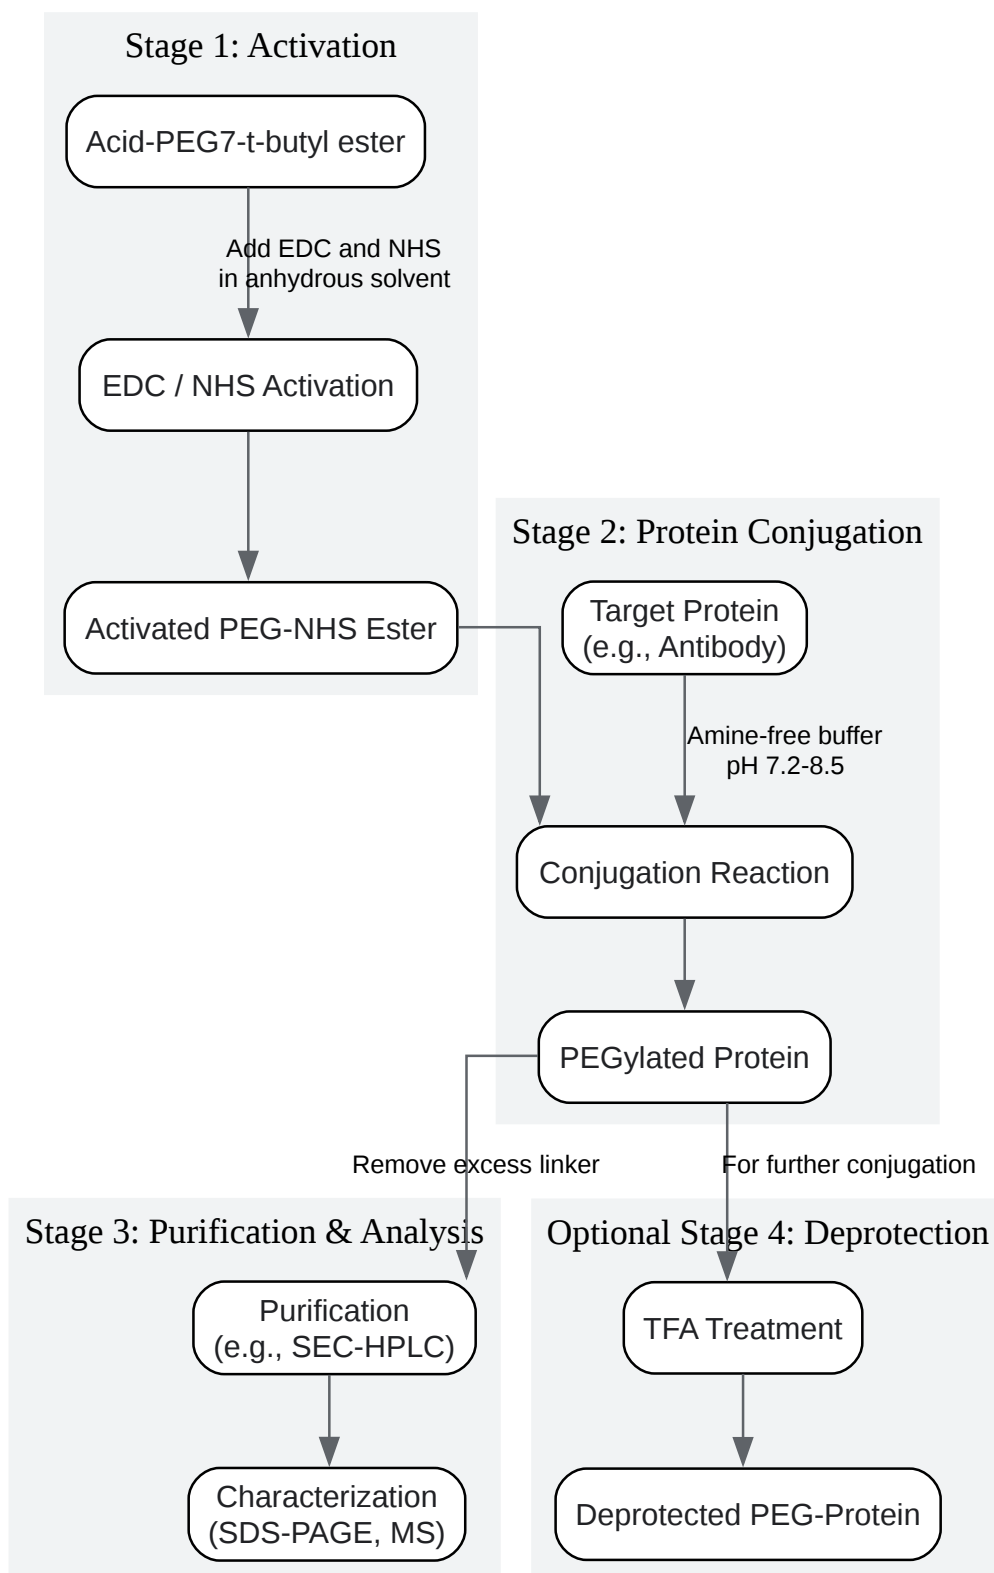 Stage 1: Activation
Acid-PEG7-t-butyl ester
Add EDC and NHS
in anhydrous solvent
EDC / NHS Activation
Activated PEG-NHS Ester
Stage 2: Protein Conjugation
Target Protein
(e.g., Antibody)
Amine-free buffer
pH 7.2-8.5
Conjugation Reaction
PEGylated Protein
Remove excess linker
For further conjugation
Stage 3: Purification & Analysis
Purification
(e.g., SEC-HPLC)
Characterization
(SDS-PAGE, MS)
Optional Stage 4: Deprotection
TFA Treatment
Deprotected PEG-Protein